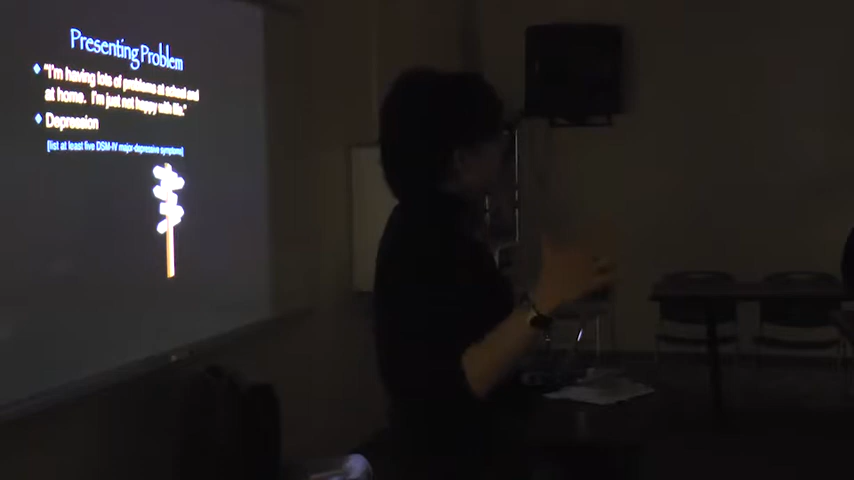 Presenting Problem
"I'm having lots of problems at school and
at home. I'm just not happy with life."
Depression
[list at least five DSM-IV major-depressive symptoms]